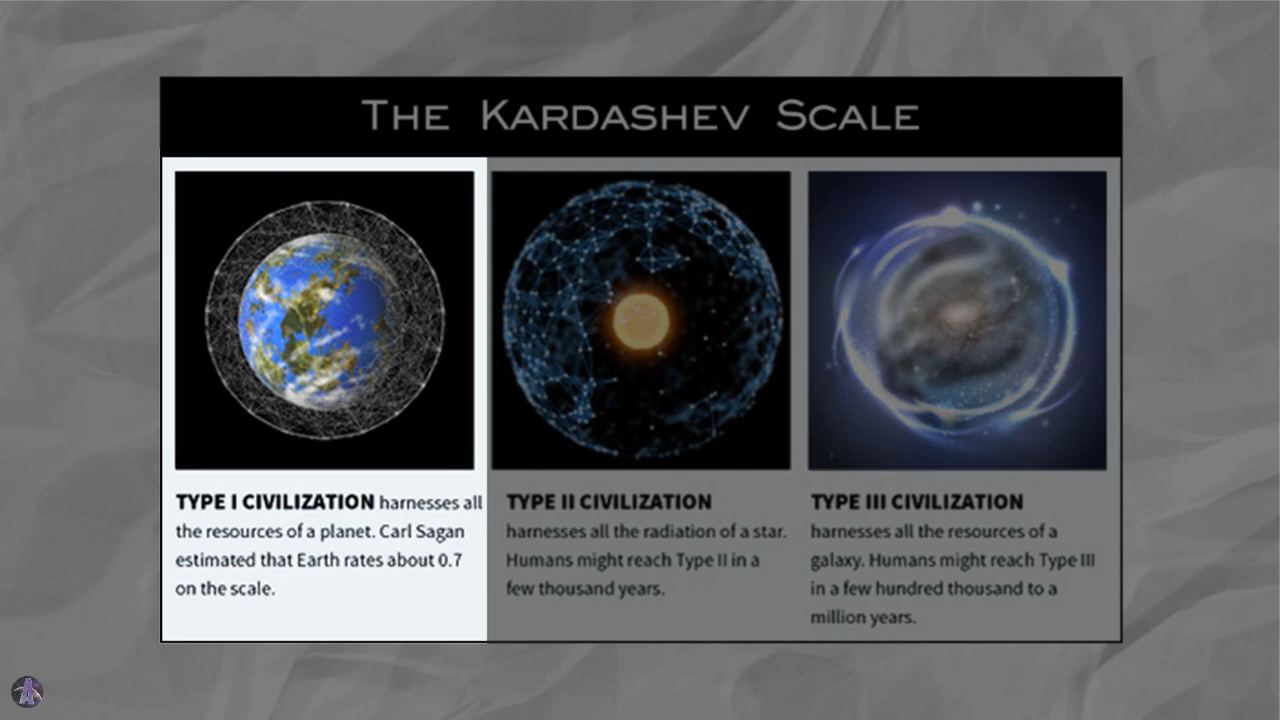 THE KARDASHEV SCALE
TYPE I CIVILIZATION harnesses all
the resources of a planet. Carl Sagan
estimated that Earth rates about 0.7
on the scale.
TYPE II CIVILIZATION
harnesses all the radiation of a star.
Humans might reach Type II in a
few thousand years.
TYPE III CIVILIZATION
harnesses all the resources of a
galaxy. Humans might reach Type III
in a few hundred thousand to a
million years.